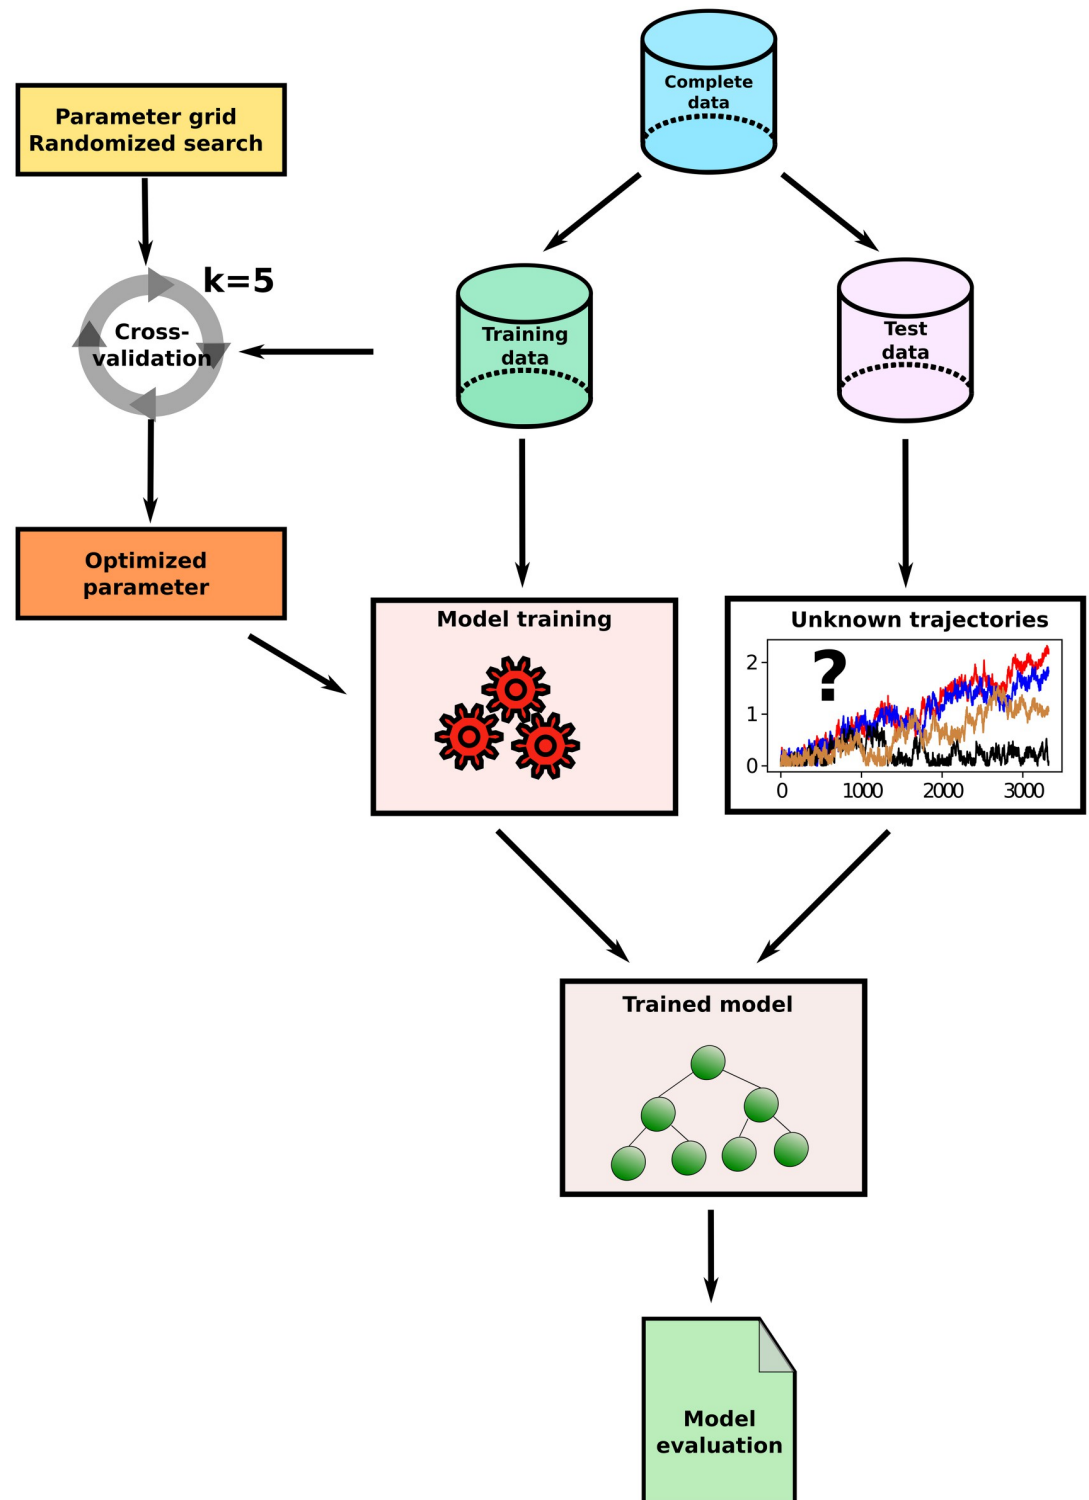 Complete
data
Parameter grid
Randomized search
k=5
Cross-
validation
Training
data
Test
data
Optimized
parameter
Model training
Unknown trajectories
?
2
1
0
0 1000 2000 3000
Trained model
Model
evaluation